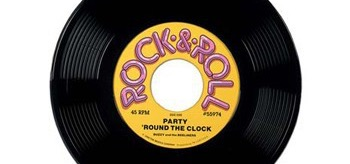 ROCK·&·ROLL
45 RPM
#55974
PARTY
'ROUND THE CLOCK